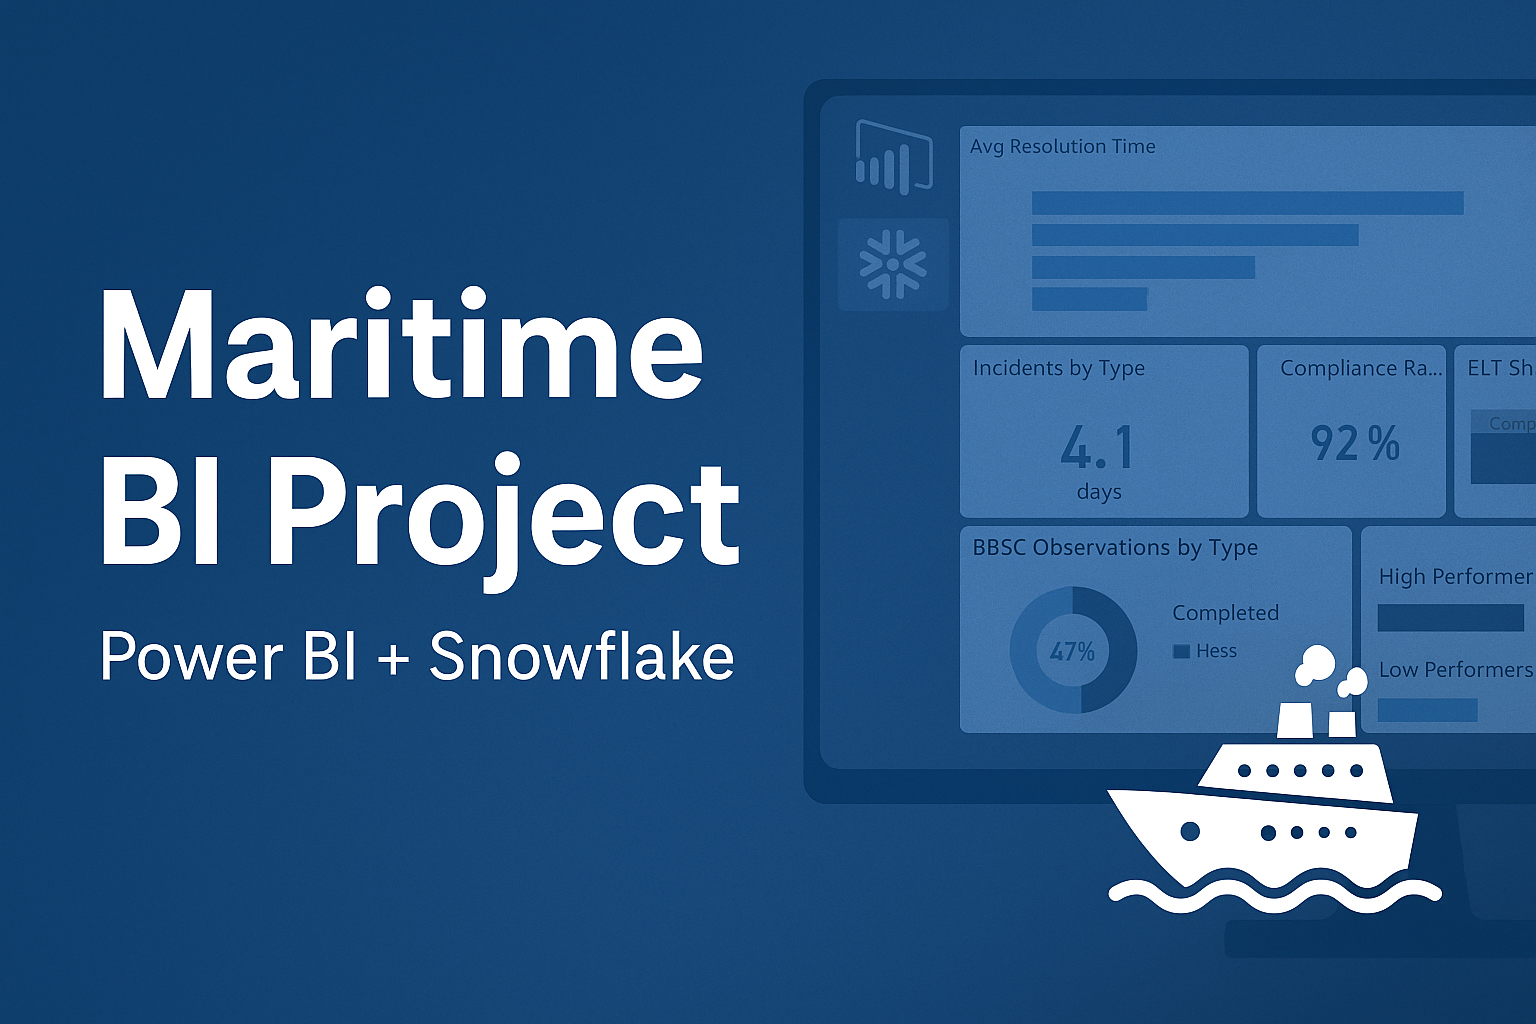 Maritime
BI Project
Power BI + Snowflake
Avg Resolution Time
Incidents by Type
4.1
days
Compliance Ra...
92%
ELT Sh
Comp
BBSC Observations by Type
47%
Completed
Hess
High Performer
Low Performers